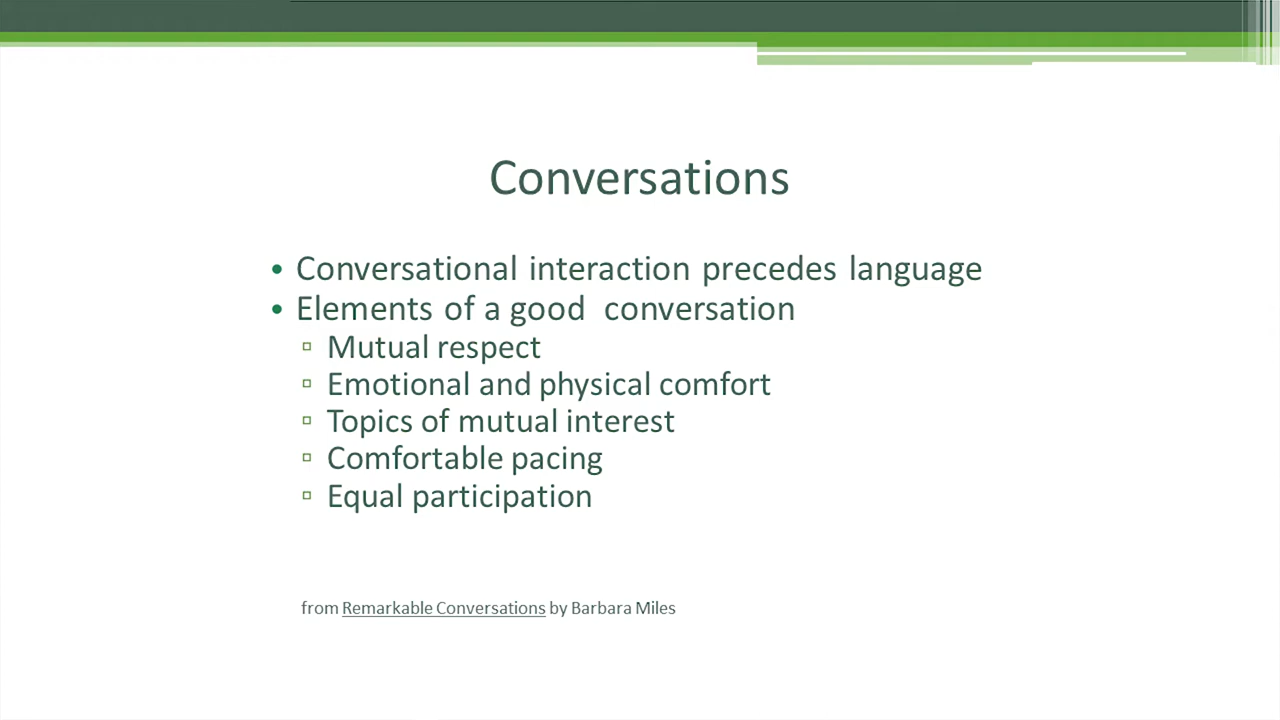 Conversations
• Conversational interaction precedes language
• Elements of a good conversation
▫ Mutual respect
▫ Emotional and physical comfort
▫ Topics of mutual interest
▫ Comfortable pacing
▫ Equal participation
from Remarkable Conversations by Barbara Miles